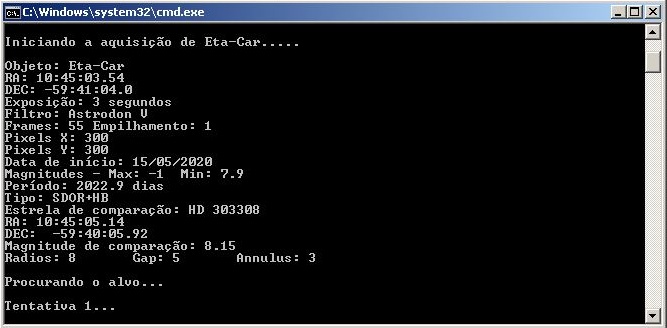 C:\Windows\system32\cmd.exe
Iniciando a aquisição de Eta-Car.....
Objeto: Eta-Car
RA: 10:45:03.54
DEC: -59:41:04.0
Exposição: 3 segundos
Filtro: Astrodon V
Frames: 55 Empilhamento: 1
Pixels X: 300
Pixels Y: 300
Data de início: 15/05/2020
Magnitudes - Max: -1  Min: 7.9
Período: 2022.9 dias
Tipo: SDOR+HB
Estrela de comparação: HD 303308
RA: 10:45:05.14
DEC:  -59:40:05.92
Magnitude de comparação: 8.15
Radios: 8       Gap: 5       Annulus: 3
Procurando o alvo...
Tentativa 1...